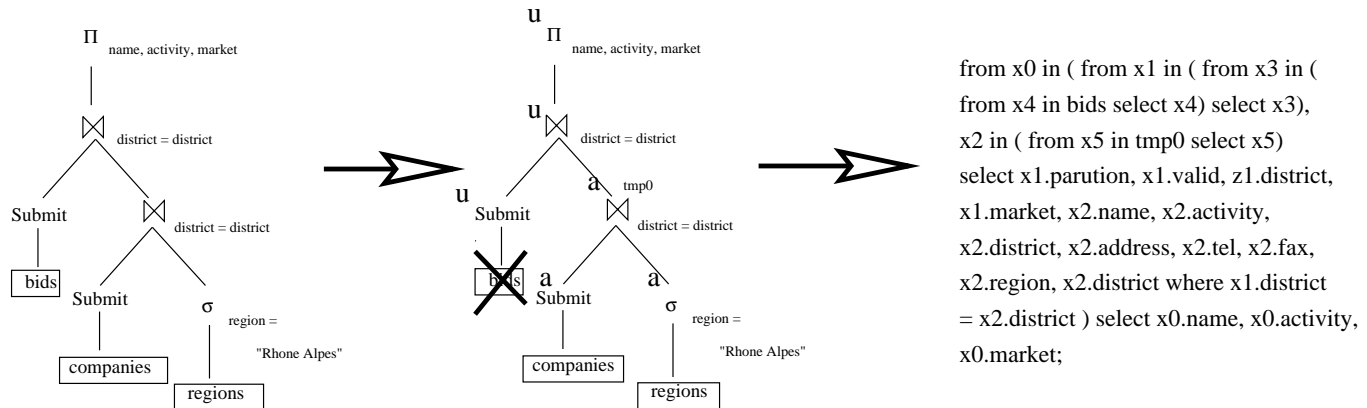 Π
name, activity, market
⋈
district = district
Submit
bids
⋈
district = district
Submit
companies
σ
region =
"Rhone Alpes"
regions
u
Π
name, activity, market
u
⋈
district = district
u
Submit
bids
a
tmp0
⋈
district = district
a
Submit
companies
a
σ
region =
"Rhone Alpes"
regions
from x0 in ( from x1 in ( from x3 in (
from x4 in bids select x4) select x3),
x2 in ( from x5 in tmp0 select x5)
select x1.parution, x1.valid, z1.district,
x1.market, x2.name, x2.activity,
x2.district, x2.address, x2.tel, x2.fax,
x2.region, x2.district where x1.district
= x2.district ) select x0.name, x0.activity,
x0.market;